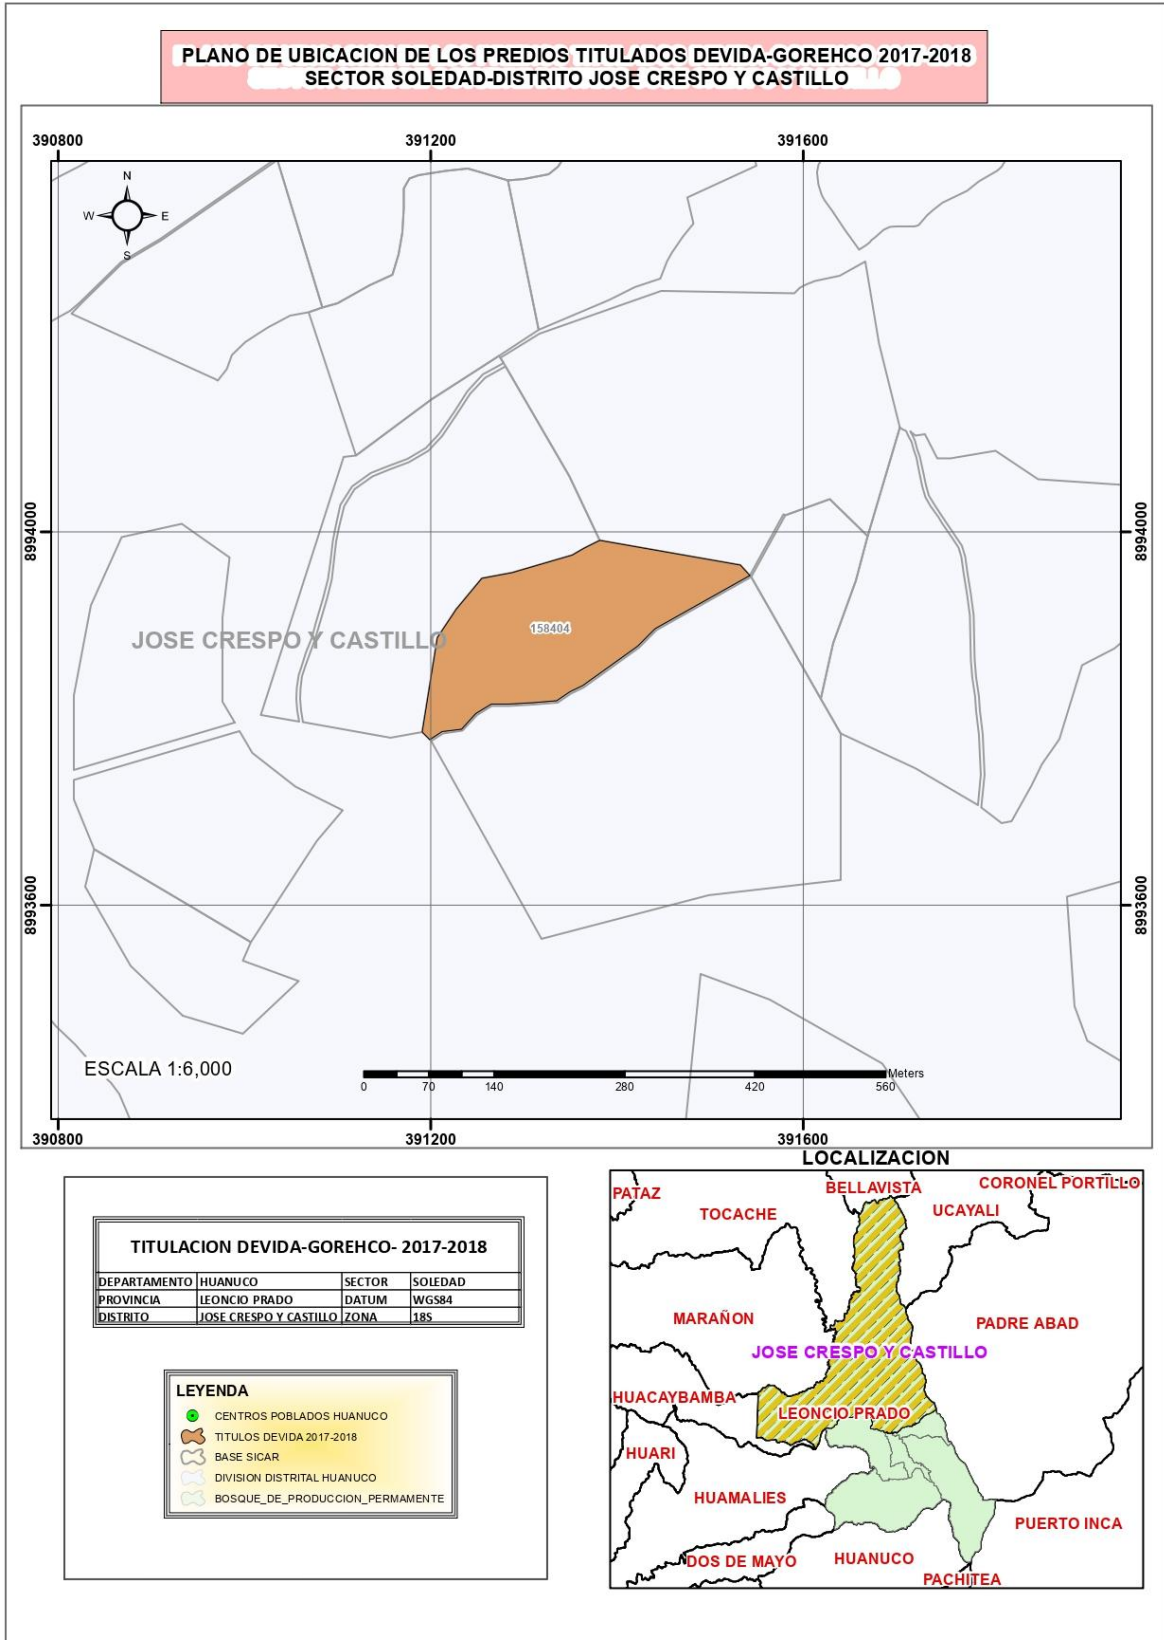 PLANO DE UBICACION DE LOS PREDIOS TITULADOS DEVIDA-GOREHCO 2017-2018
SECTOR SOLEDAD-DISTRITO JOSE CRESPO Y CASTILLO
390800 391200 391600
N
W E
S
8994000 8994000
158404
JOSE CRESPO Y CASTILLO
8993600 8993600
ESCALA 1:6,000
Meters
0 70 140 280 420 560
390800 391200 391600
LOCALIZACION
PATAZ
BELLAVISTA
CORONEL PORTILLO
TOCACHE
UCAYALI
MARAÑON
PADRE ABAD
JOSE CRESPO Y CASTILLO
HUACAYBAMBA
LEONCIO PRADO
HUARI
HUAMALIES
PUERTO INCA
DOS DE MAYO
HUANUCO
PACHITEA
TITULACION DEVIDA-GOREHCO- 2017-2018
DEPARTAMENTO HUANUCO SECTOR SOLEDAD
PROVINCIA LEONCIO PRADO DATUM WGS84
DISTRITO JOSE CRESPO Y CASTILLO ZONA 18S
LEYENDA
CENTROS POBLADOS HUANUCO
TITULOS DEVIDA 2017-2018
BASE SICAR
DIVISION DISTRITAL HUANUCO
BOSQUE_DE_PRODUCCION_PERMAMENTE